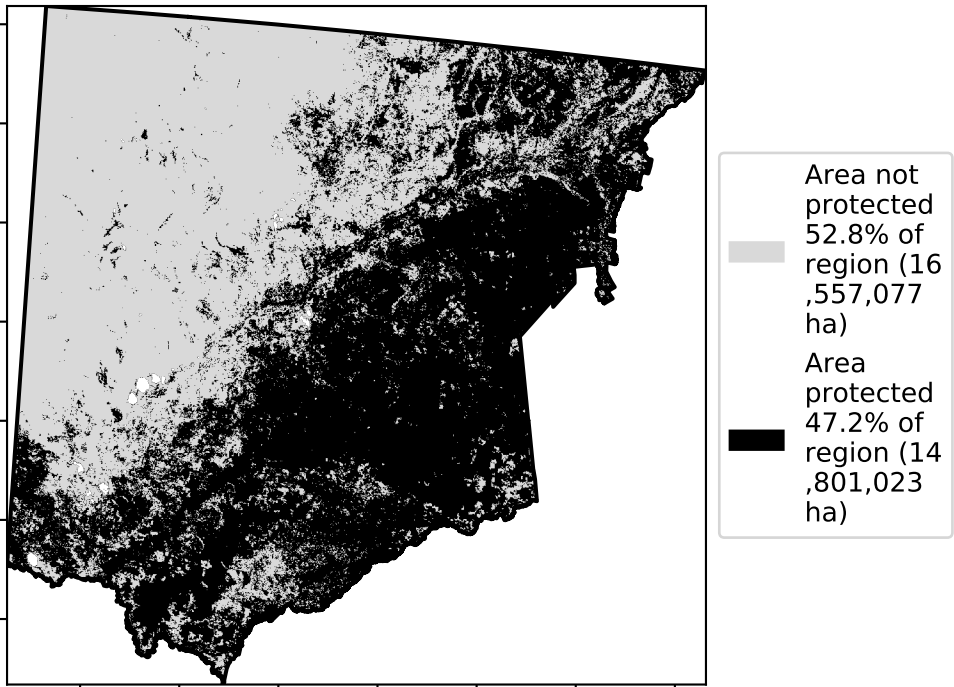 Area not
protected
52.8% of
region (16
,557,077
ha)
Area
protected
47.2% of
region (14
,801,023
ha)